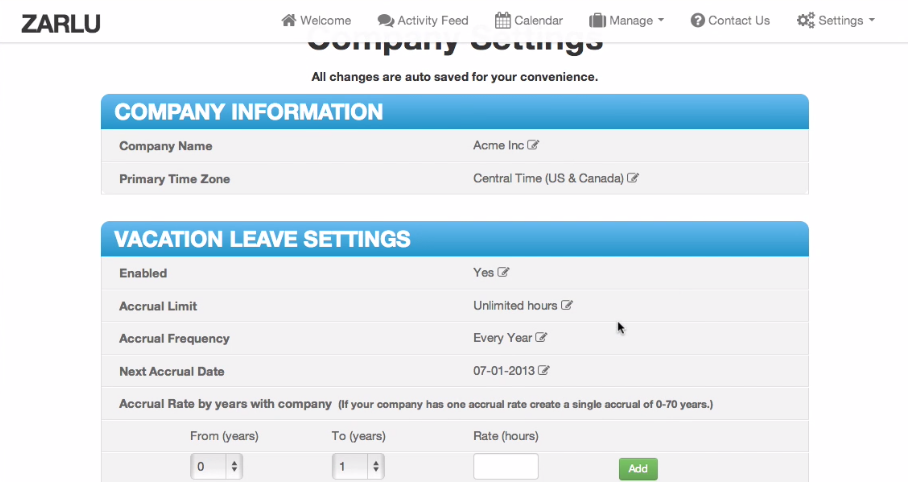 ZARLU Welcome Activity Feed Calendar Manage Contact Us Settings
Company Settings
All changes are auto saved for your convenience.
COMPANY INFORMATION
Company Name Acme Inc
Primary Time Zone Central Time (US & Canada)
VACATION LEAVE SETTINGS
Enabled Yes
Accrual Limit Unlimited hours
Accrual Frequency Every Year
Next Accrual Date 07-01-2013
Accrual Rate by years with company (If your company has one accrual rate create a single accrual of 0-70 years.)
From (years) To (years) Rate (hours)
0 1 Add